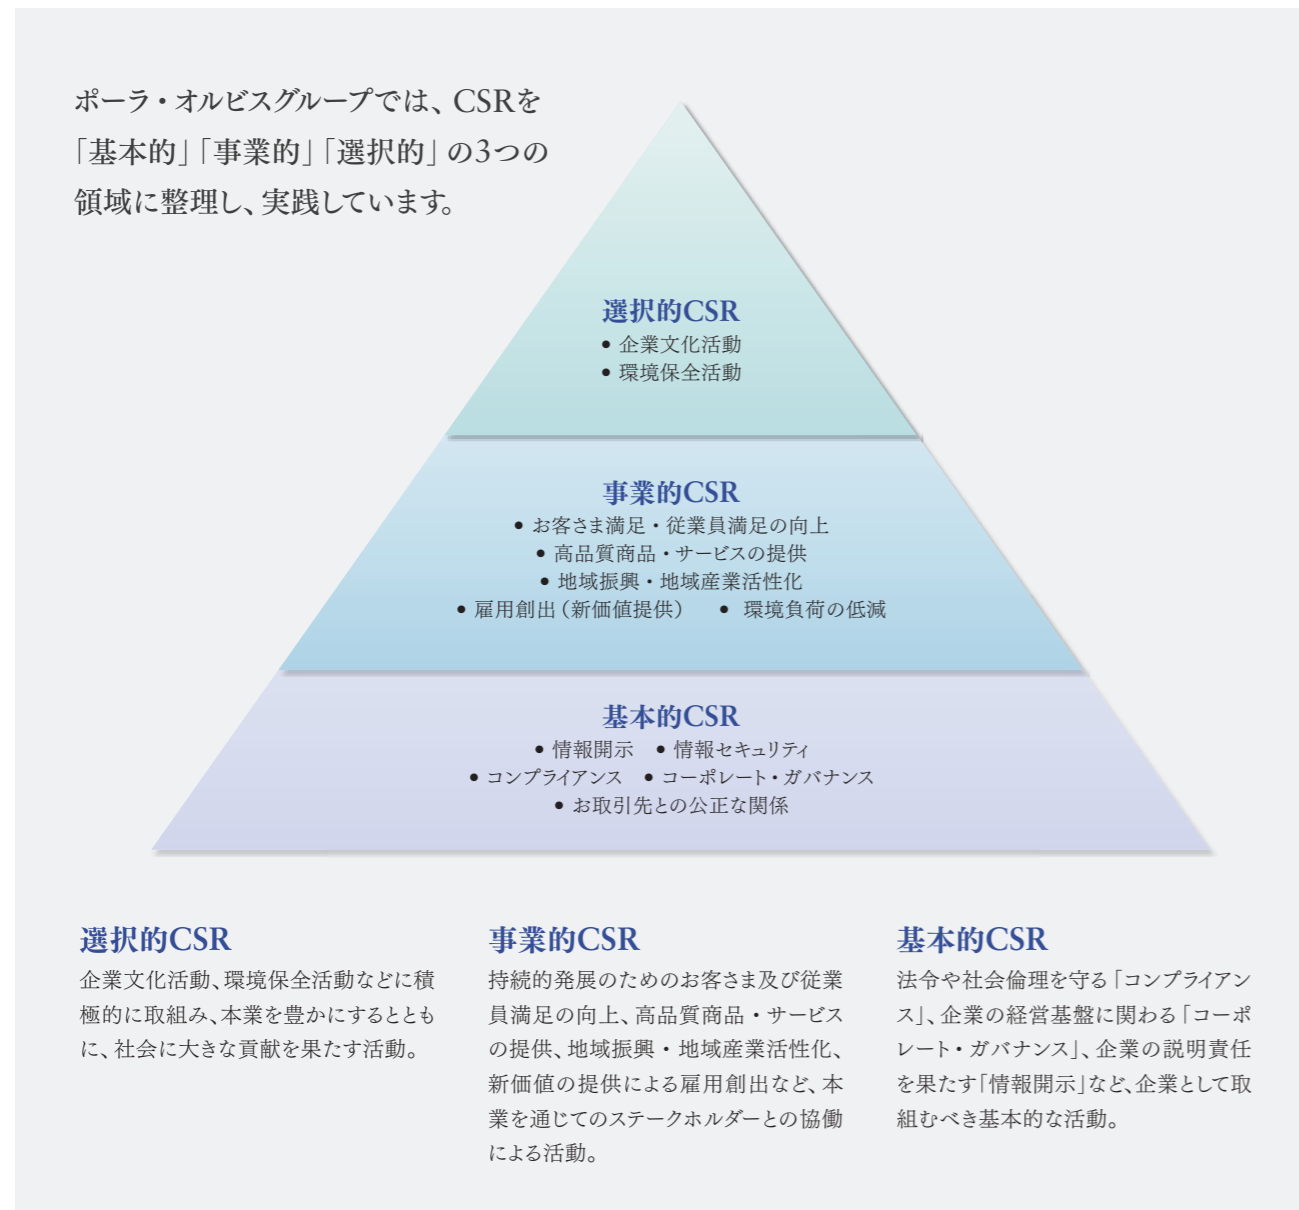 ポーラ・オルビスグループでは、CSRを
「基本的」「事業的」「選択的」の3つの
領域に整理し、実践しています。
選択的CSR
● 企業文化活動
● 環境保全活動
事業的CSR
● お客さま満足・従業員満足の向上
● 高品質商品・サービスの提供
● 地域振興・地域産業活性化
● 雇用創出（新価値提供） ● 環境負荷の低減
基本的CSR
● 情報開示 ● 情報セキュリティ
● コンプライアンス ● コーポレート・ガバナンス
● お取引先との公正な関係
選択的CSR
企業文化活動、環境保全活動などに積
極的に取組み、本業を豊かにするととも
に、社会に大きな貢献を果たす活動。
事業的CSR
持続的発展のためのお客さま及び従業
員満足の向上、高品質商品・サービス
の提供、地域振興・地域産業活性化、
新価値の提供による雇用創出など、本
業を通じてのステークホルダーとの協働
による活動。
基本的CSR
法令や社会倫理を守る「コンプライアン
ス」、企業の経営基盤に関わる「コーポ
レート・ガバナンス」、企業の説明責任
を果たす「情報開示」など、企業として取
組むべき基本的な活動。